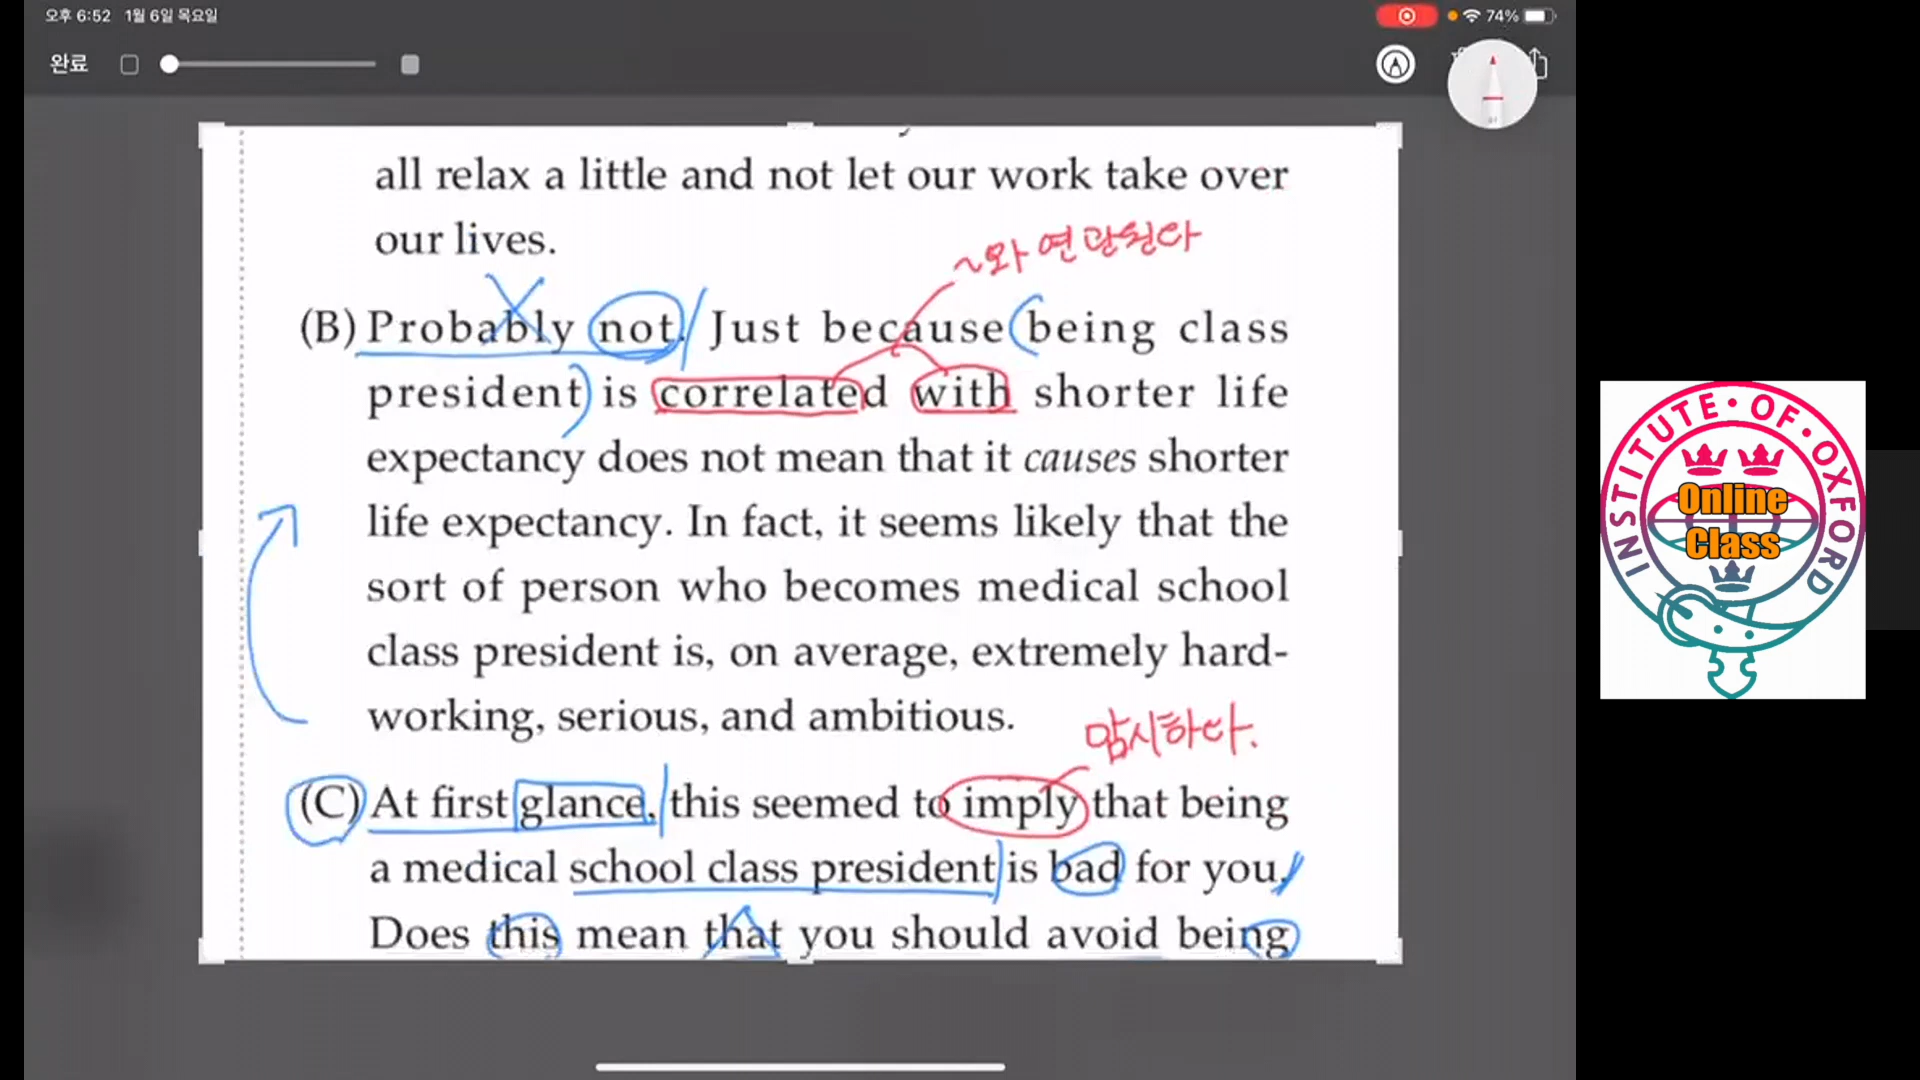 오후 6:52 1월 6일 목요일
74%
완료
all relax a little and not let our work take over
our lives.
~와 연관된다
(B) Probably not. Just because being class
president is correlated with shorter life
expectancy does not mean that it causes shorter
life expectancy. In fact, it seems likely that the
sort of person who becomes medical school
class president is, on average, extremely hard-
working, serious, and ambitious.
암시하다.
(C) At first glance, this seemed to imply that being
a medical school class president is bad for you.
Does this mean that you should avoid being
INSTITUTE • OF • OXFORD
Online
Class